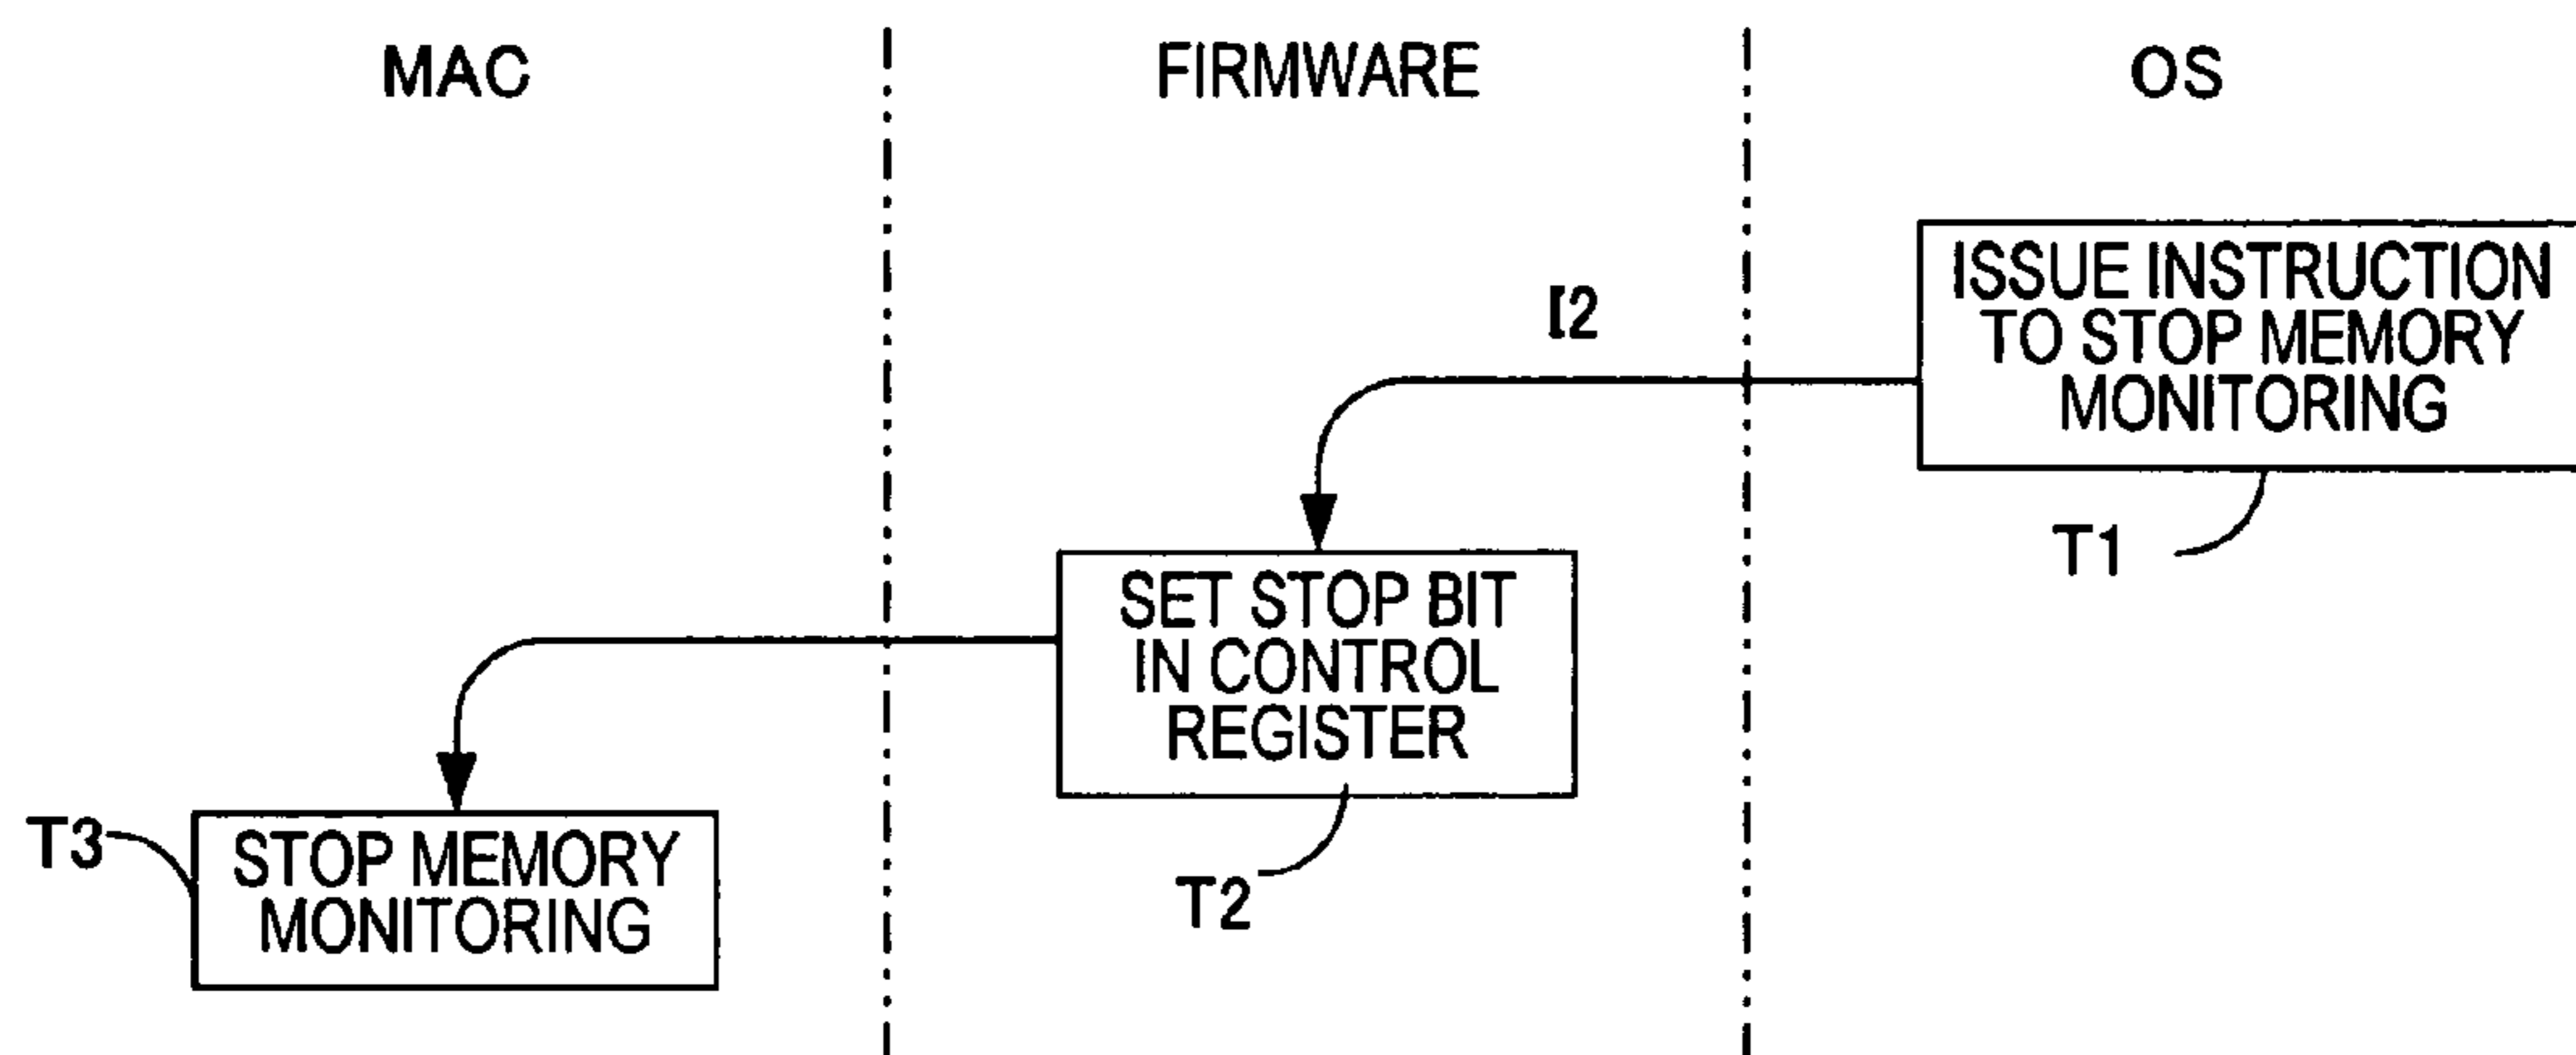 MAC
FIRMWARE
OS
ISSUE INSTRUCTION
TO STOP MEMORY
MONITORING
I2
T1
SET STOP BIT
IN CONTROL
REGISTER
T2
T3
STOP MEMORY
MONITORING